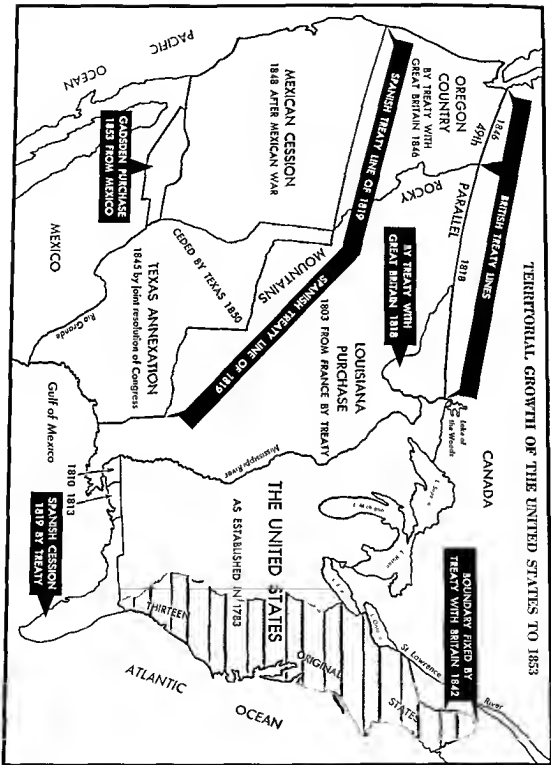 TERRITORIAL GROWTH OF THE UNITED STATES TO 1853
BRITISH TREATY LINES
CANADA
BOUNDARY FIXED BY
TREATY WITH BRITAIN 1842
1846
49th
PARALLEL
1818
Lake of
the Woods
OREGON
COUNTRY
BY TREATY WITH
GREAT BRITAIN 1846
ROCKY
MOUNTAINS
BY TREATY WITH
GREAT BRITAIN 1818
St. Lawrence
River
SPANISH TREATY LINE OF 1819
LOUISIANA
PURCHASE
1803 FROM FRANCE BY TREATY
PACIFIC
OCEAN
MEXICAN CESSION
1848 AFTER MEXICAN WAR
SPANISH TREATY LINE OF 1819
Mississippi River
THE UNITED STATES
AS ESTABLISHED IN 1783
THIRTEEN
ORIGINAL
STATES
CEDED BY TEXAS 1850
TEXAS ANNEXATION
1845 by Joint resolution of Congress
GADSDEN PURCHASE
1853 FROM MEXICO
MEXICO
Rio Grande
Gulf of Mexico
1810 1813
SPANISH CESSION
1819 BY TREATY
ATLANTIC
OCEAN